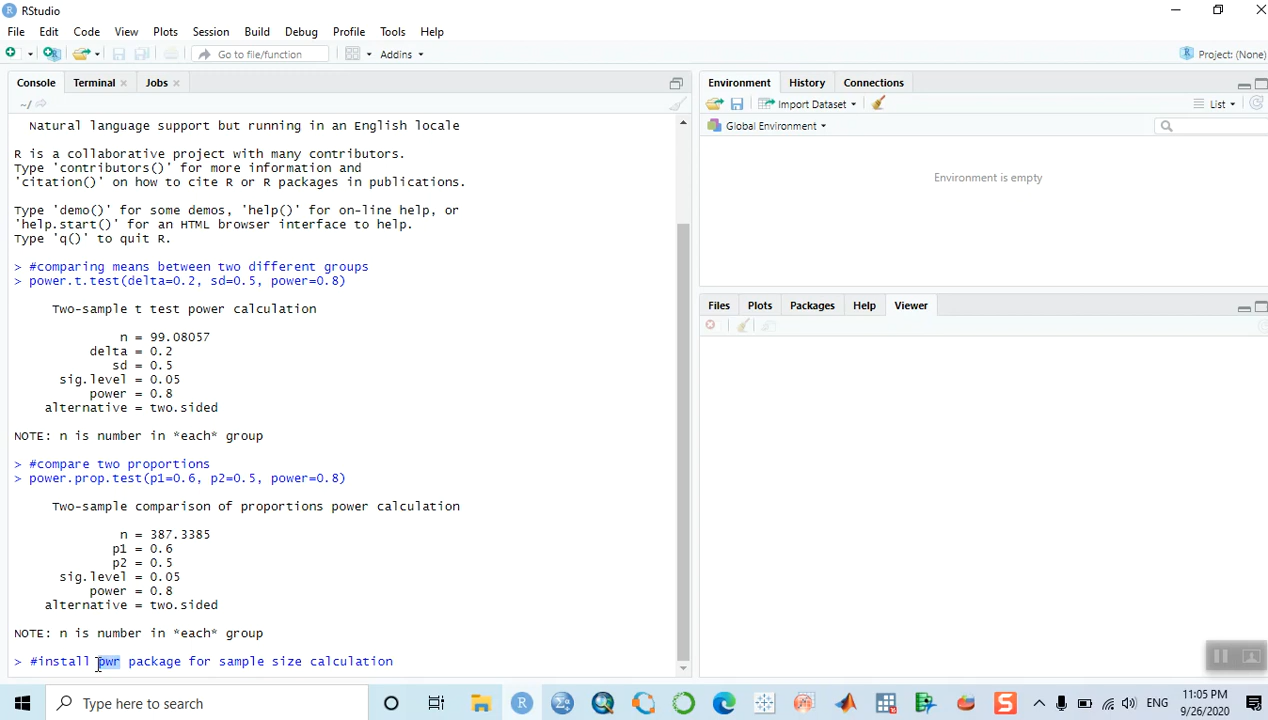 RStudio
File Edit Code View Plots Session Build Debug Profile Tools Help
Go to file/function Addins Project: (None)
Console Terminal Jobs
~/
Natural language support but running in an English locale
R is a collaborative project with many contributors.
Type 'contributors()' for more information and
'citation()' on how to cite R or R packages in publications.
Type 'demo()' for some demos, 'help()' for on-line help, or
'help.start()' for an HTML browser interface to help.
Type 'q()' to quit R.
> #comparing means between two different groups
> power.t.test(delta=0.2, sd=0.5, power=0.8)
Two-sample t test power calculation
n = 99.08057
delta = 0.2
sd = 0.5
sig.level = 0.05
power = 0.8
alternative = two.sided
NOTE: n is number in *each* group
> #compare two proportions
> power.prop.test(p1=0.6, p2=0.5, power=0.8)
Two-sample comparison of proportions power calculation
n = 387.3385
p1 = 0.6
p2 = 0.5
sig.level = 0.05
power = 0.8
alternative = two.sided
NOTE: n is number in *each* group
> #install pwr package for sample size calculation
Environment History Connections
Import Dataset List
Global Environment
Environment is empty
Files Plots Packages Help Viewer
Type here to search
ENG
11:05 PM
9/26/2020